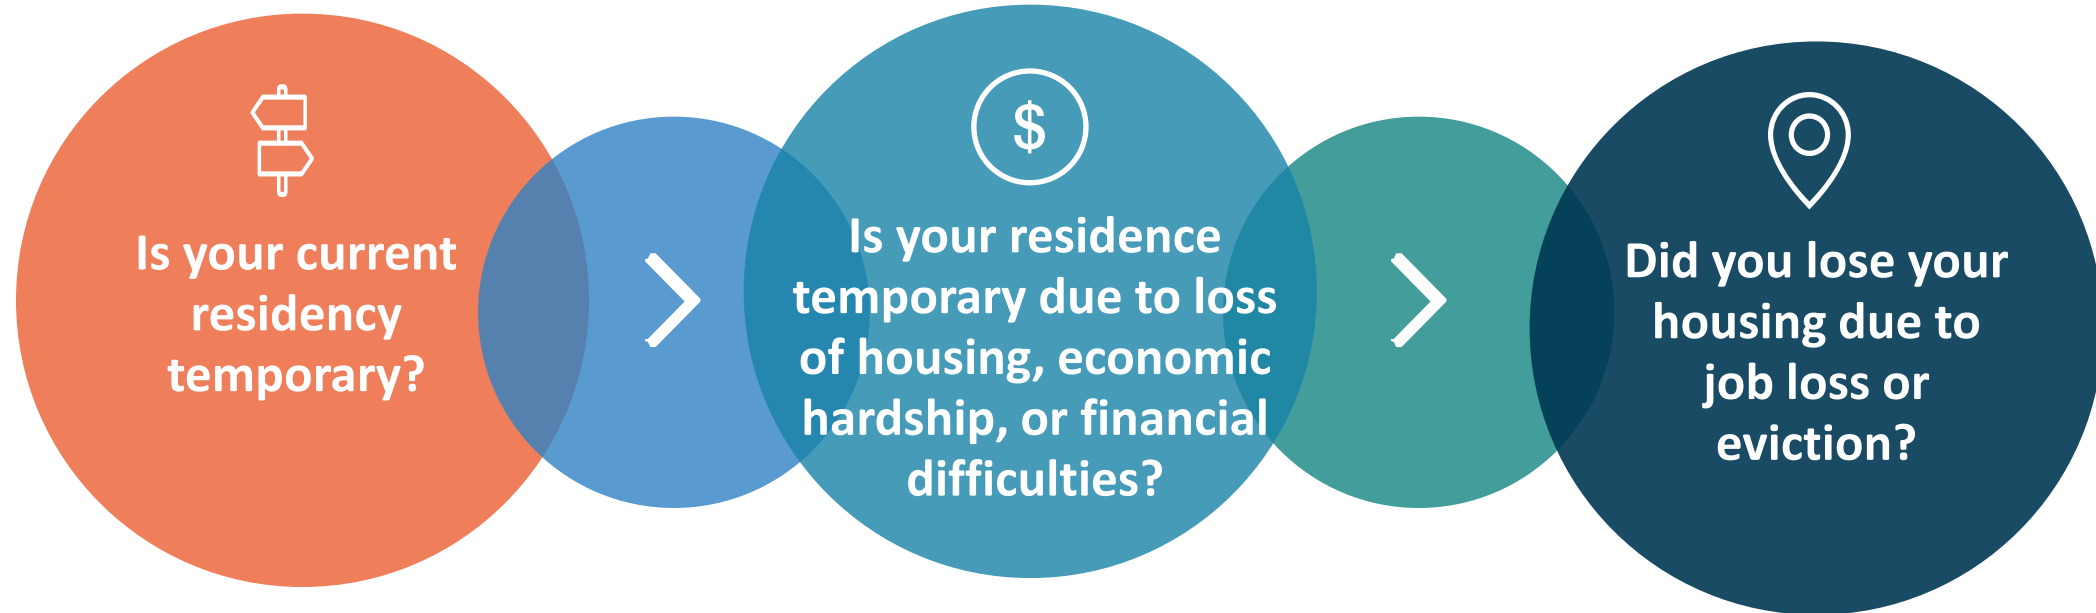 Is your current
residency
temporary?
$
Is your residence
temporary due to loss
of housing, economic
hardship, or financial
difficulties?
Did you lose your
housing due to
job loss or
eviction?